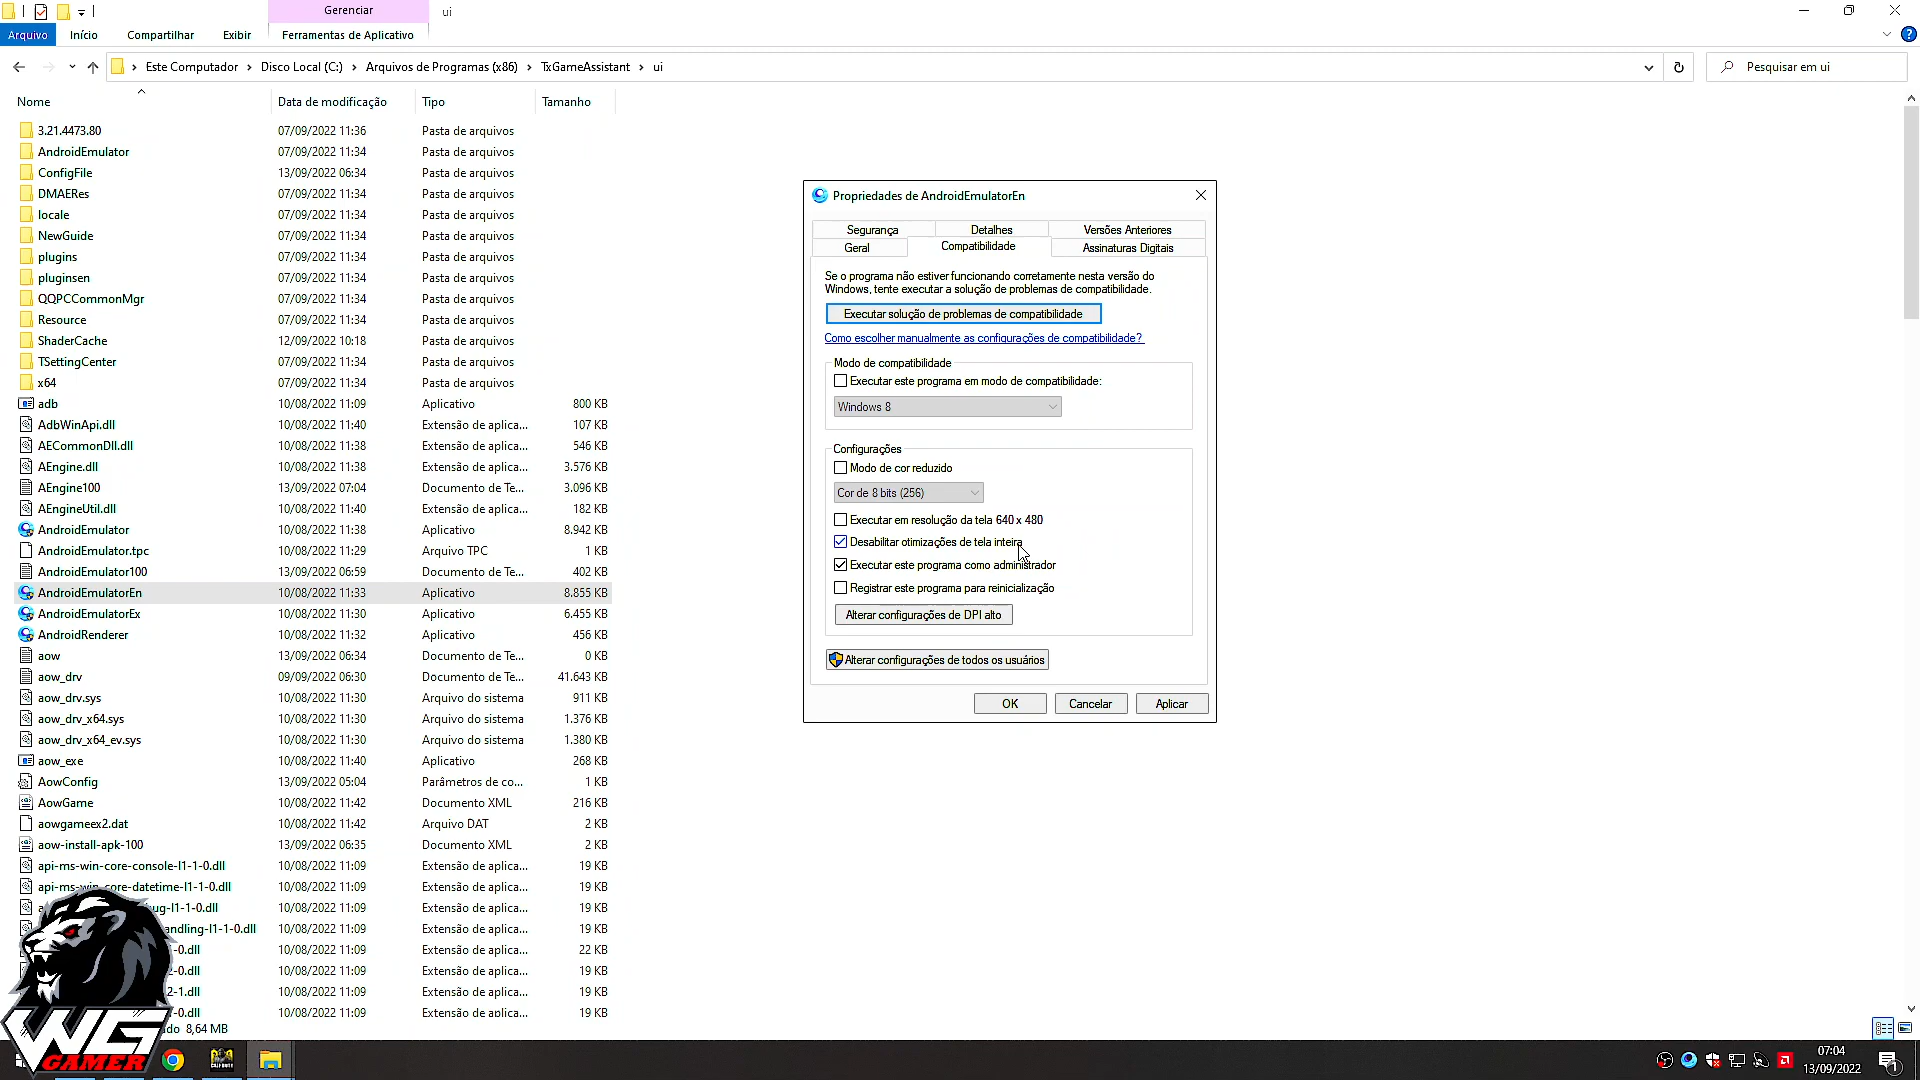 Gerenciar
ui
Arquivo Início Compartilhar Exibir Ferramentas de Aplicativo
Este Computador > Disco Local (C:) > Arquivos de Programas (x86) > TxGameAssistant > ui
Pesquisar em ui
Nome Data de modificação Tipo Tamanho
3.21.4473.80 07/09/2022 11:36 Pasta de arquivos
AndroidEmulator 07/09/2022 11:34 Pasta de arquivos
ConfigFile 13/09/2022 06:34 Pasta de arquivos
DMAERes 07/09/2022 11:34 Pasta de arquivos
locale 07/09/2022 11:34 Pasta de arquivos
NewGuide 07/09/2022 11:34 Pasta de arquivos
plugins 07/09/2022 11:34 Pasta de arquivos
pluginsen 07/09/2022 11:34 Pasta de arquivos
QQPCCommonMgr 07/09/2022 11:34 Pasta de arquivos
Resource 07/09/2022 11:34 Pasta de arquivos
ShaderCache 12/09/2022 10:18 Pasta de arquivos
TSettingCenter 07/09/2022 11:34 Pasta de arquivos
x64 07/09/2022 11:34 Pasta de arquivos
adb 10/08/2022 11:09 Aplicativo 800 KB
AdbWinApi.dll 10/08/2022 11:40 Extensão de aplica... 107 KB
AECommonDll.dll 10/08/2022 11:38 Extensão de aplica... 546 KB
AEngine.dll 10/08/2022 11:38 Extensão de aplica... 3.576 KB
AEngine100 13/09/2022 07:04 Documento de Te... 3.096 KB
AEngineUtil.dll 10/08/2022 11:40 Extensão de aplica... 182 KB
AndroidEmulator 10/08/2022 11:38 Aplicativo 8.942 KB
AndroidEmulator.tpc 10/08/2022 11:29 Arquivo TPC 1 KB
AndroidEmulator100 13/09/2022 06:59 Documento de Te... 402 KB
AndroidEmulatorEn 10/08/2022 11:33 Aplicativo 8.855 KB
AndroidEmulatorEx 10/08/2022 11:30 Aplicativo 6.455 KB
AndroidRenderer 10/08/2022 11:32 Aplicativo 456 KB
aow 13/09/2022 06:34 Documento de Te... 0 KB
aow_drv 09/09/2022 06:30 Documento de Te... 41.643 KB
aow_drv.sys 10/08/2022 11:30 Arquivo do sistema 911 KB
aow_drv_x64.sys 10/08/2022 11:30 Arquivo do sistema 1.376 KB
aow_drv_x64_ev.sys 10/08/2022 11:30 Arquivo do sistema 1.380 KB
aow_exe 10/08/2022 11:40 Aplicativo 268 KB
AowConfig 13/09/2022 05:04 Parâmetros de co... 1 KB
AowGame 10/08/2022 11:42 Documento XML 216 KB
aowgameex2.dat 10/08/2022 11:42 Arquivo DAT 2 KB
aow-install-apk-100 13/09/2022 06:35 Documento XML 2 KB
api-ms-win-core-console-l1-1-0.dll 10/08/2022 11:09 Extensão de aplica... 19 KB
api-ms-win-core-datetime-l1-1-0.dll 10/08/2022 11:09 Extensão de aplica... 19 KB
ug-l1-1-0.dll 10/08/2022 11:09 Extensão de aplica... 19 KB
andling-l1-1-0.dll 10/08/2022 11:09 Extensão de aplica... 19 KB
-0.dll 10/08/2022 11:09 Extensão de aplica... 22 KB
2-0.dll 10/08/2022 11:09 Extensão de aplica... 19 KB
2-1.dll 10/08/2022 11:09 Extensão de aplica... 19 KB
-0.dll 10/08/2022 11:09 Extensão de aplica... 19 KB
do 8,64 MB
WG
GAMER
Propriedades de AndroidEmulatorEn
Segurança Detalhes Versões Anteriores
Geral Compatibilidade Assinaturas Digitais
Se o programa não estiver funcionando corretamente nesta versão do
Windows, tente executar a solução de problemas de compatibilidade.
Executar solução de problemas de compatibilidade
Como escolher manualmente as configurações de compatibilidade?
Modo de compatibilidade
Executar este programa em modo de compatibilidade:
Windows 8
Configurações
Modo de cor reduzido
Cor de 8 bits (256)
Executar em resolução da tela 640 x 480
Desabilitar otimizações de tela inteira
Executar este programa como administrador
Registrar este programa para reinicialização
Alterar configurações de DPI alto
Alterar configurações de todos os usuários
OK Cancelar Aplicar
07:04
13/09/2022
1